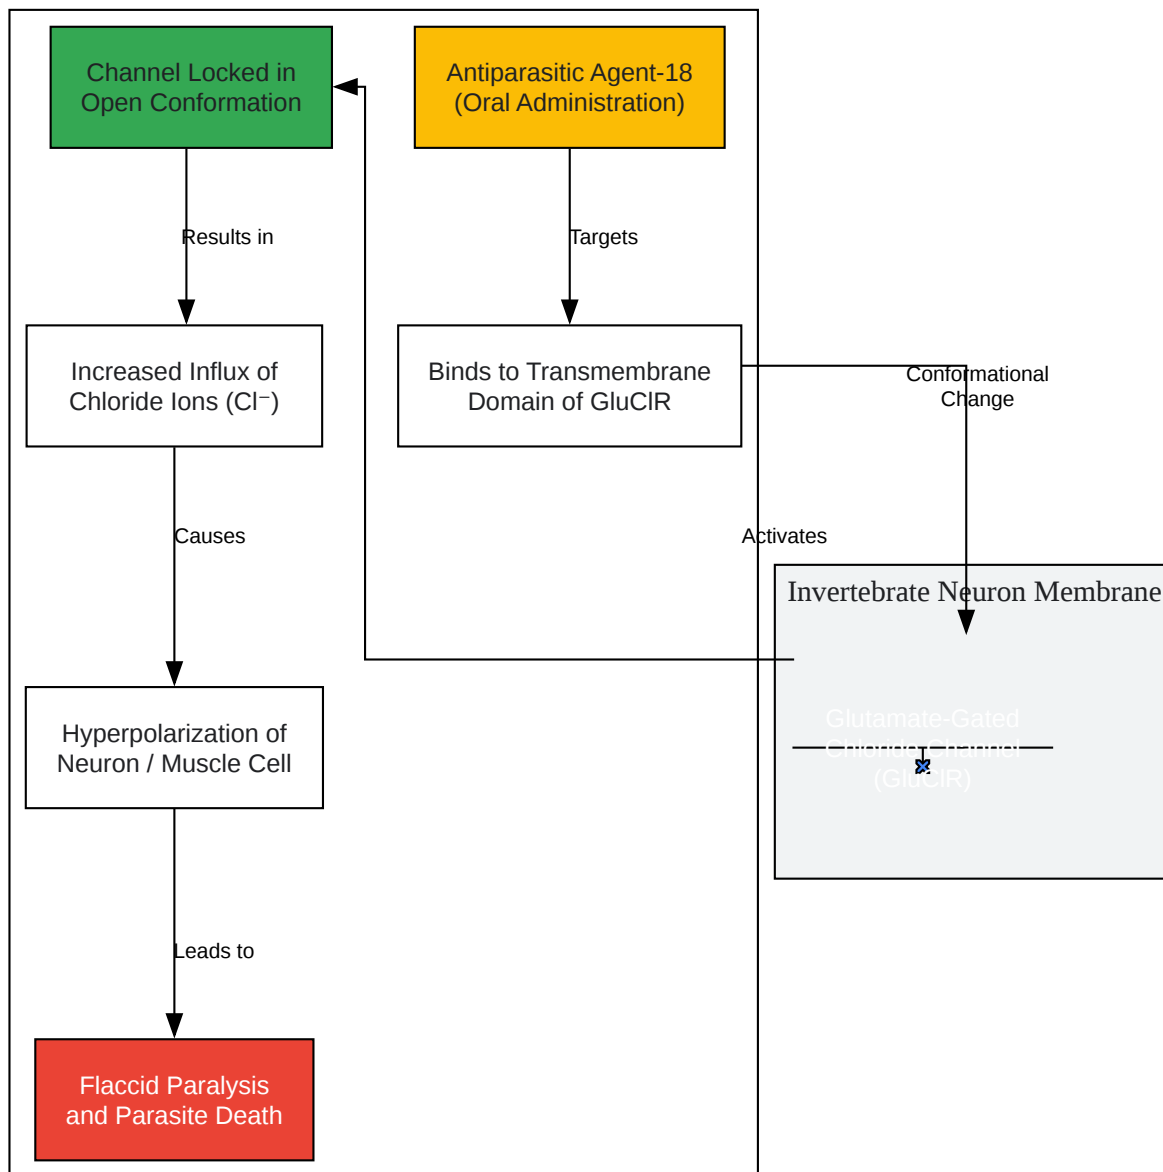 Channel Locked in
Open Conformation
Antiparasitic Agent-18
(Oral Administration)
Results in
Targets
Increased Influx of
Chloride Ions (Cl⁻)
Binds to Transmembrane
Domain of GluClR
Conformational
Change
Causes
Activates
Invertebrate Neuron Membrane
Glutamate-Gated
Chloride Channel
(GluClR)
Hyperpolarization of
Neuron / Muscle Cell
Leads to
Flaccid Paralysis
and Parasite Death